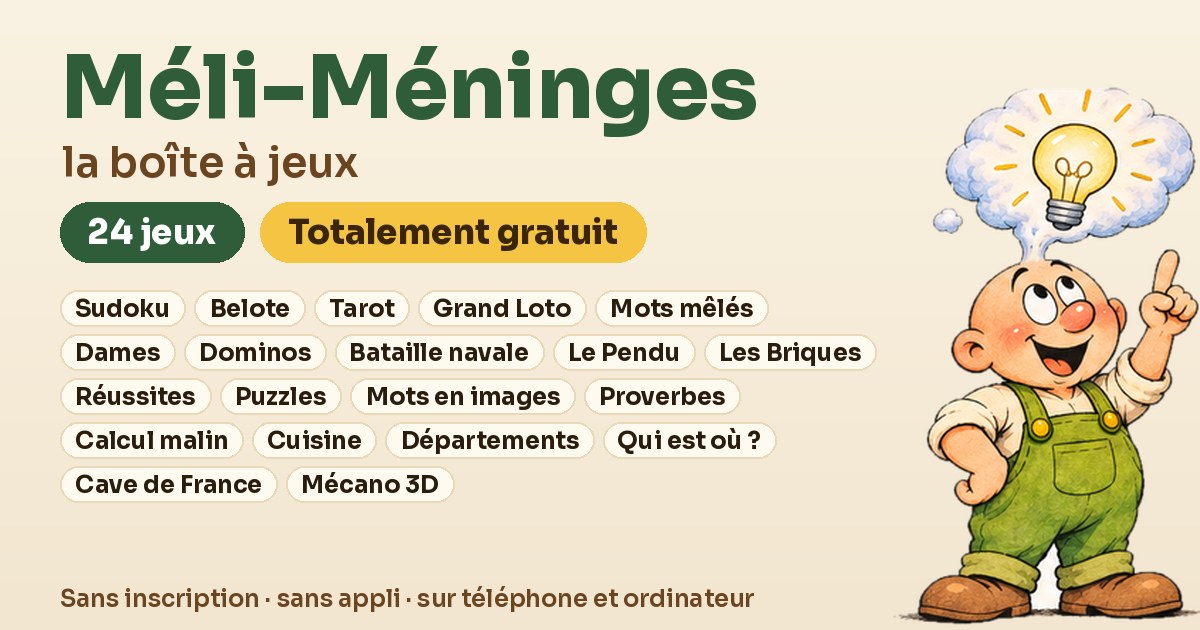 Méli-Méninges
la boîte à jeux
24 jeux Totalement gratuit
Sudoku Belote Tarot Grand Loto Mots mêlés
Dames Dominos Bataille navale Le Pendu Les Briques
Réussites Puzzles Mots en images Proverbes
Calcul malin Cuisine Départements Qui est où ?
Cave de France Mécano 3D
Sans inscription · sans appli · sur téléphone et ordinateur